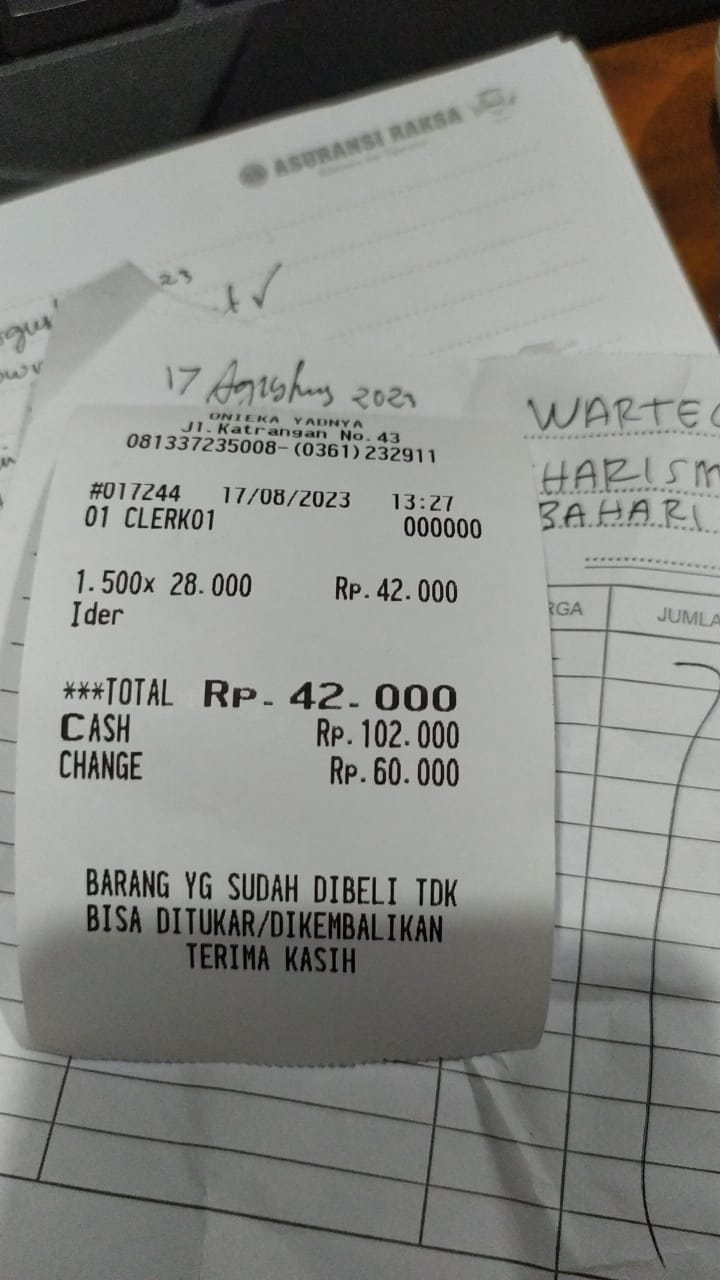 ASURANSI RAKSA
23
17 Agustus 2023
WARTEG
HARISM
BAHARI
ONIEKA YADNYA
Jl. Katrangan No. 43
081337235008-(0361)232911
#017244 17/08/2023 13:27
01 CLERK01 000000
1.500x 28.000 Rp.42.000
Ider
***TOTAL Rp. 42.000
CASH Rp.102.000
CHANGE Rp.60.000
BARANG YG SUDAH DIBELI TDK
BISA DITUKAR/DIKEMBALIKAN
TERIMA KASIH
RGA JUMLA